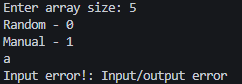 Enter array size: 5
Random - 0
Manual - 1
a
Input error!: Input/output error